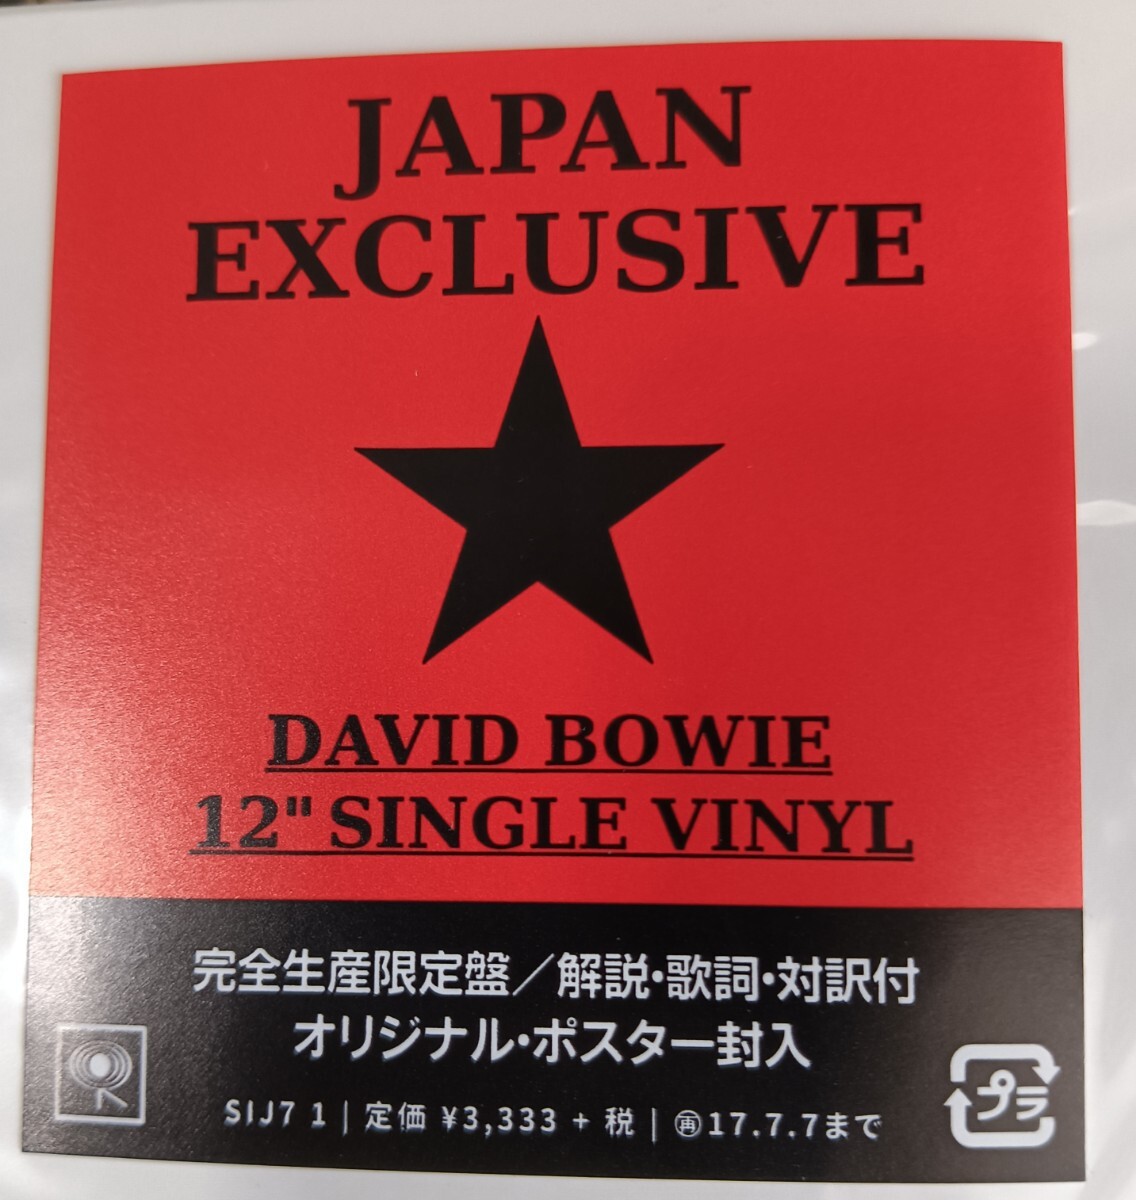 JAPAN
EXCLUSIVE
DAVID BOWIE
12" SINGLE VINYL
完全生産限定盤／解説・歌詞・対訳付
オリジナル・ポスター封入
SIJ7 1 | 定価 ¥3,333 + 税 | ㊞17.7.7まで
プラ